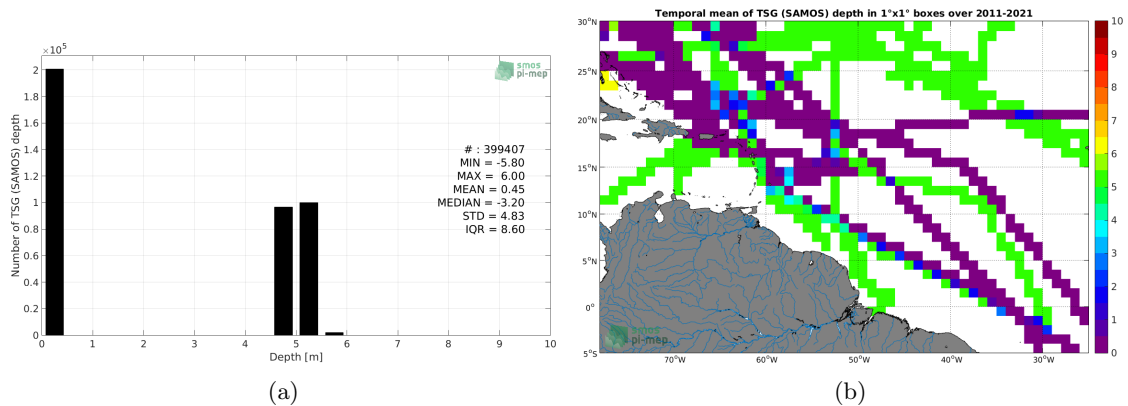 ×10⁵
2
1.8
1.6
1.4
1.2
1
0.8
0.6
0.4
0.2
0
Number of TSG (SAMOS) depth
0 1 2 3 4 5 6 7 8 9 10
Depth [m]
smos
pi-mep
# : 399407
MIN = -5.80
MAX = 6.00
MEAN = 0.45
MEDIAN = -3.20
STD = 4.83
IQR = 8.60
(a)
Temporal mean of TSG (SAMOS) depth in 1°x1° boxes over 2011-2021
30°N
25°N
20°N
15°N
10°N
5°N
0°
5°S
70°W 60°W 50°W 40°W 30°W
smos
pi-mep
10
9
8
7
6
5
4
3
2
1
0
(b)